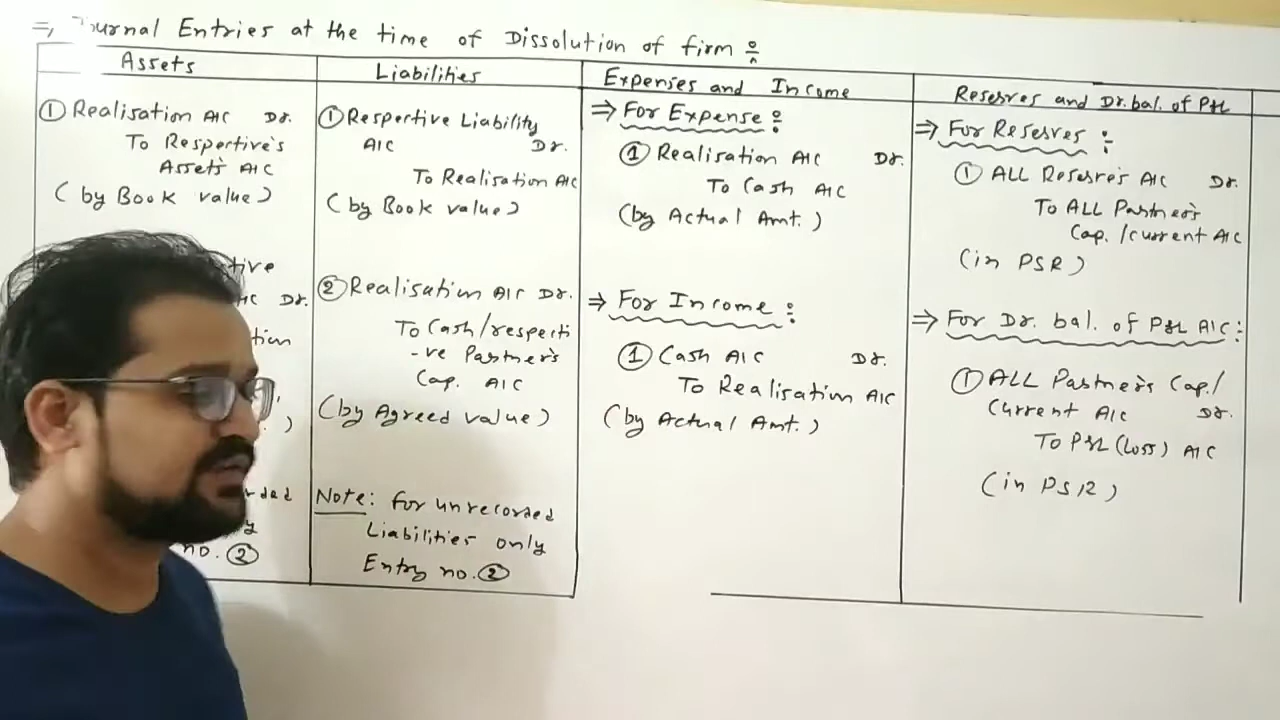 Journal Entries at the time of Dissolution of firm :
Assets
① Realisation A/C Dr.
To Respective's
Assets A/C
(by Book value)
Dr.
no. ②
Liabilities
① Respective Liability
A/C Dr.
To Realisation A/C
(by Book value)
② Realisation A/C Dr.
To Cash/respecti
-ve Partner's
Cap. A/C
(by Agreed value)
Note: for unrecorded
Liabilities only
Entry no. ②
Expenses and Income
⇒ For Expense :
① Realisation A/C Dr.
To Cash A/C
(by Actual Amt.)
⇒ For Income :
① Cash A/C Dr.
To Realisation A/C
(by Actual Amt.)
Reserves and Dr. bal. of P&L
⇒ For Reserves :
① ALL Reserve's A/C Dr.
To ALL Partner's
Cap. /current A/C
(in PSR)
⇒ For Dr. bal. of P&L A/C :
① ALL Partner's Cap./
Current A/C Dr.
To P&L (Loss) A/C
(in PSR)